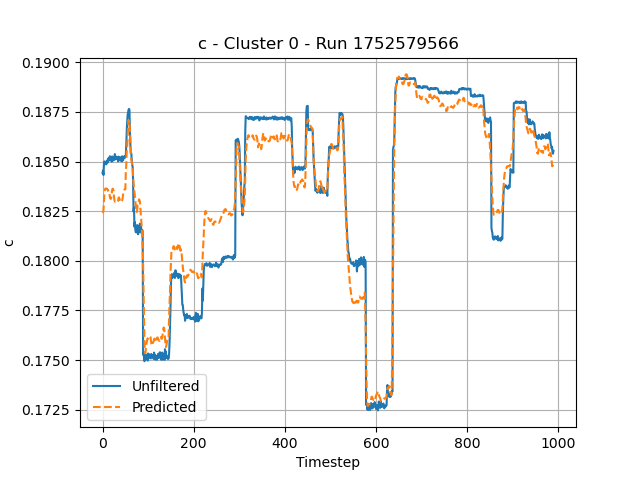 c - Cluster 0 - Run 1752579566
0.1900
0.1875
0.1850
0.1825
0.1800
0.1775
0.1750
0.1725
c
Unfiltered
Predicted
0 200 400 600 800 1000
Timestep